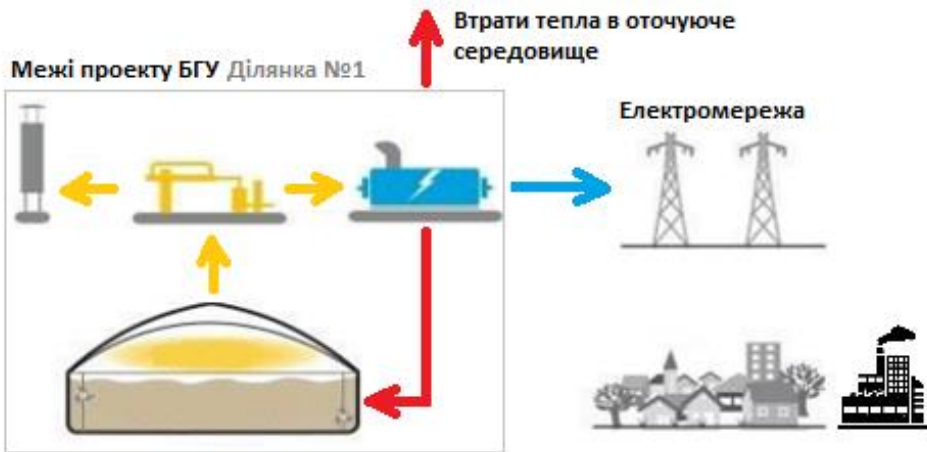 Втрати тепла в оточуюче
середовище
Межі проекту БГУ Ділянка №1
Електромережа